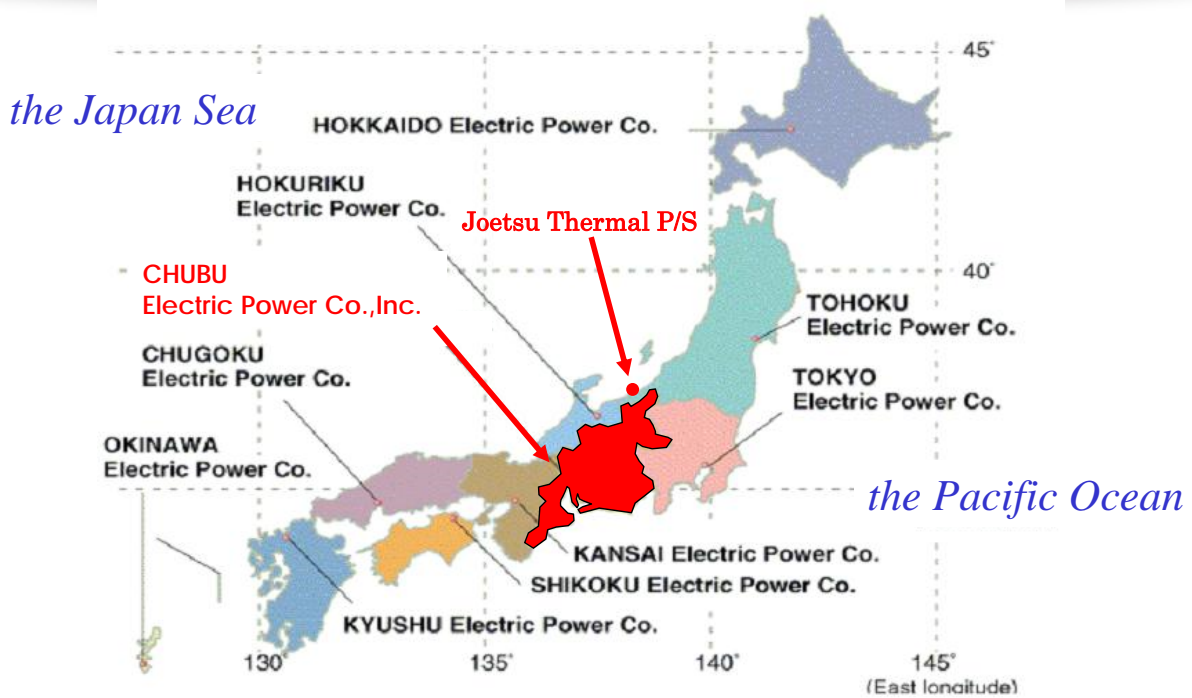 45°
the Japan Sea
HOKKAIDO Electric Power Co.
HOKURIKU
Electric Power Co.
Joetsu Thermal P/S
CHUBU
Electric Power Co.,Inc.
40°
TOHOKU
Electric Power Co.
CHUGOKU
Electric Power Co.
TOKYO
Electric Power Co.
OKINAWA
Electric Power Co.
the Pacific Ocean
KANSAI Electric Power Co.
SHIKOKU Electric Power Co.
KYUSHU Electric Power Co.
130°
135°
140°
145°
(East longitude)